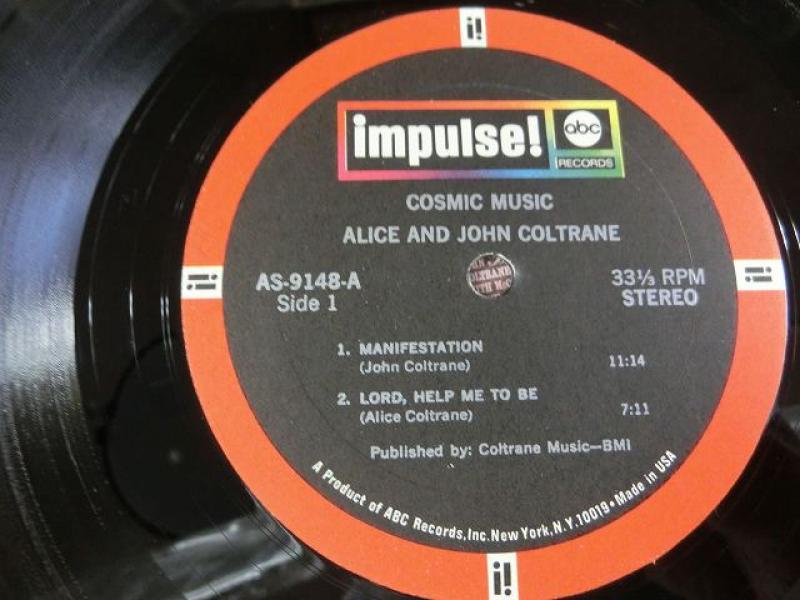 i!
impulse!
abc
RECORDS
COSMIC MUSIC
ALICE AND JOHN COLTRANE
AS-9148-A
Side 1
33⅓ RPM
STEREO
i!
i!
COLTRANE
1. MANIFESTATION 11:14
(John Coltrane)
2. LORD, HELP ME TO BE 7:11
(Alice Coltrane)
Published by: Coltrane Music—BMI
A Product of ABC Records, Inc. New York, N.Y. 10019 • Made in USA
i!